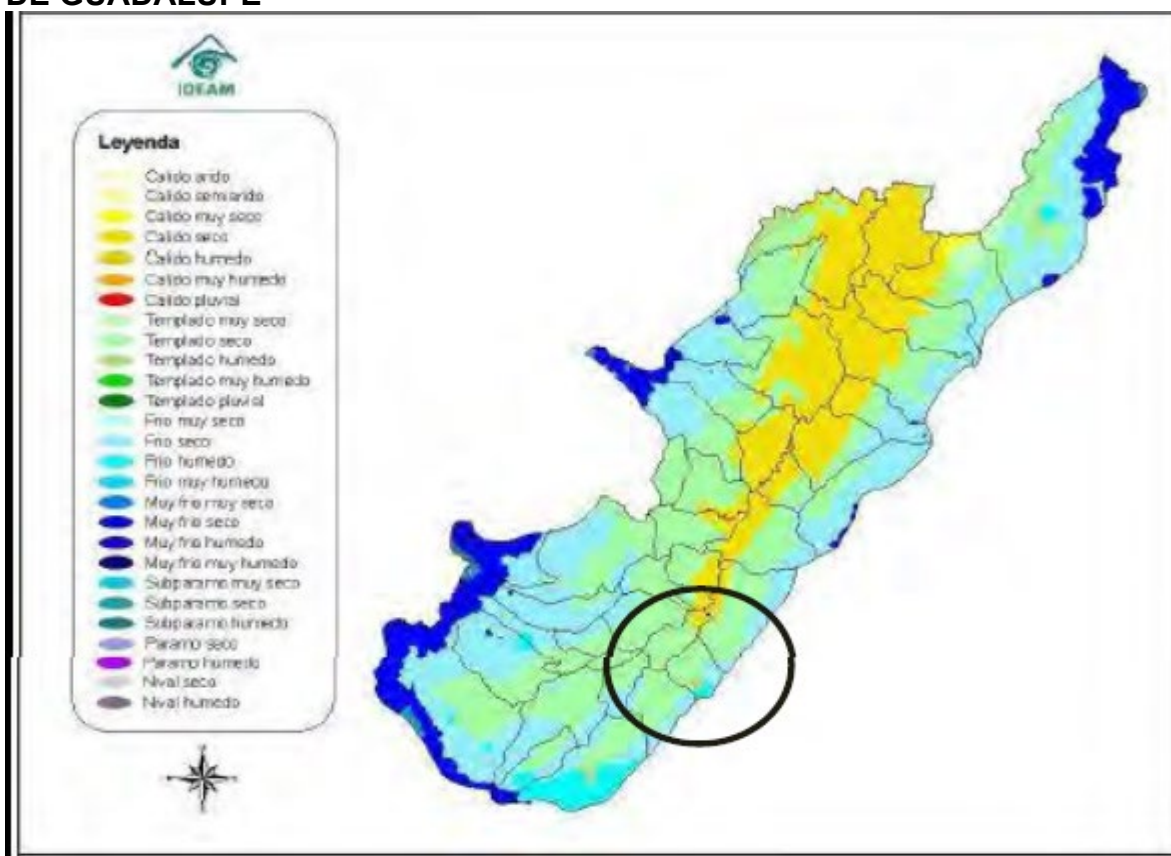 DE GUADALUPE
IDEAM
Leyenda
Calido arido
Calido semiarido
Calido muy seco
Calido seco
Calido humedo
Calido muy humedo
Calido pluvial
Templado muy seco
Templado seco
Templado humedo
Templado muy humedo
Templado pluvial
Frio muy seco
Frio seco
Frio humedo
Frio muy humedo
Muy frio muy seco
Muy frio seco
Muy frio humedo
Muy frio muy humedo
Subparamo muy seco
Subparamo seco
Subparamo humedo
Paramo seco
Paramo humedo
Nival seco
Nival humedo